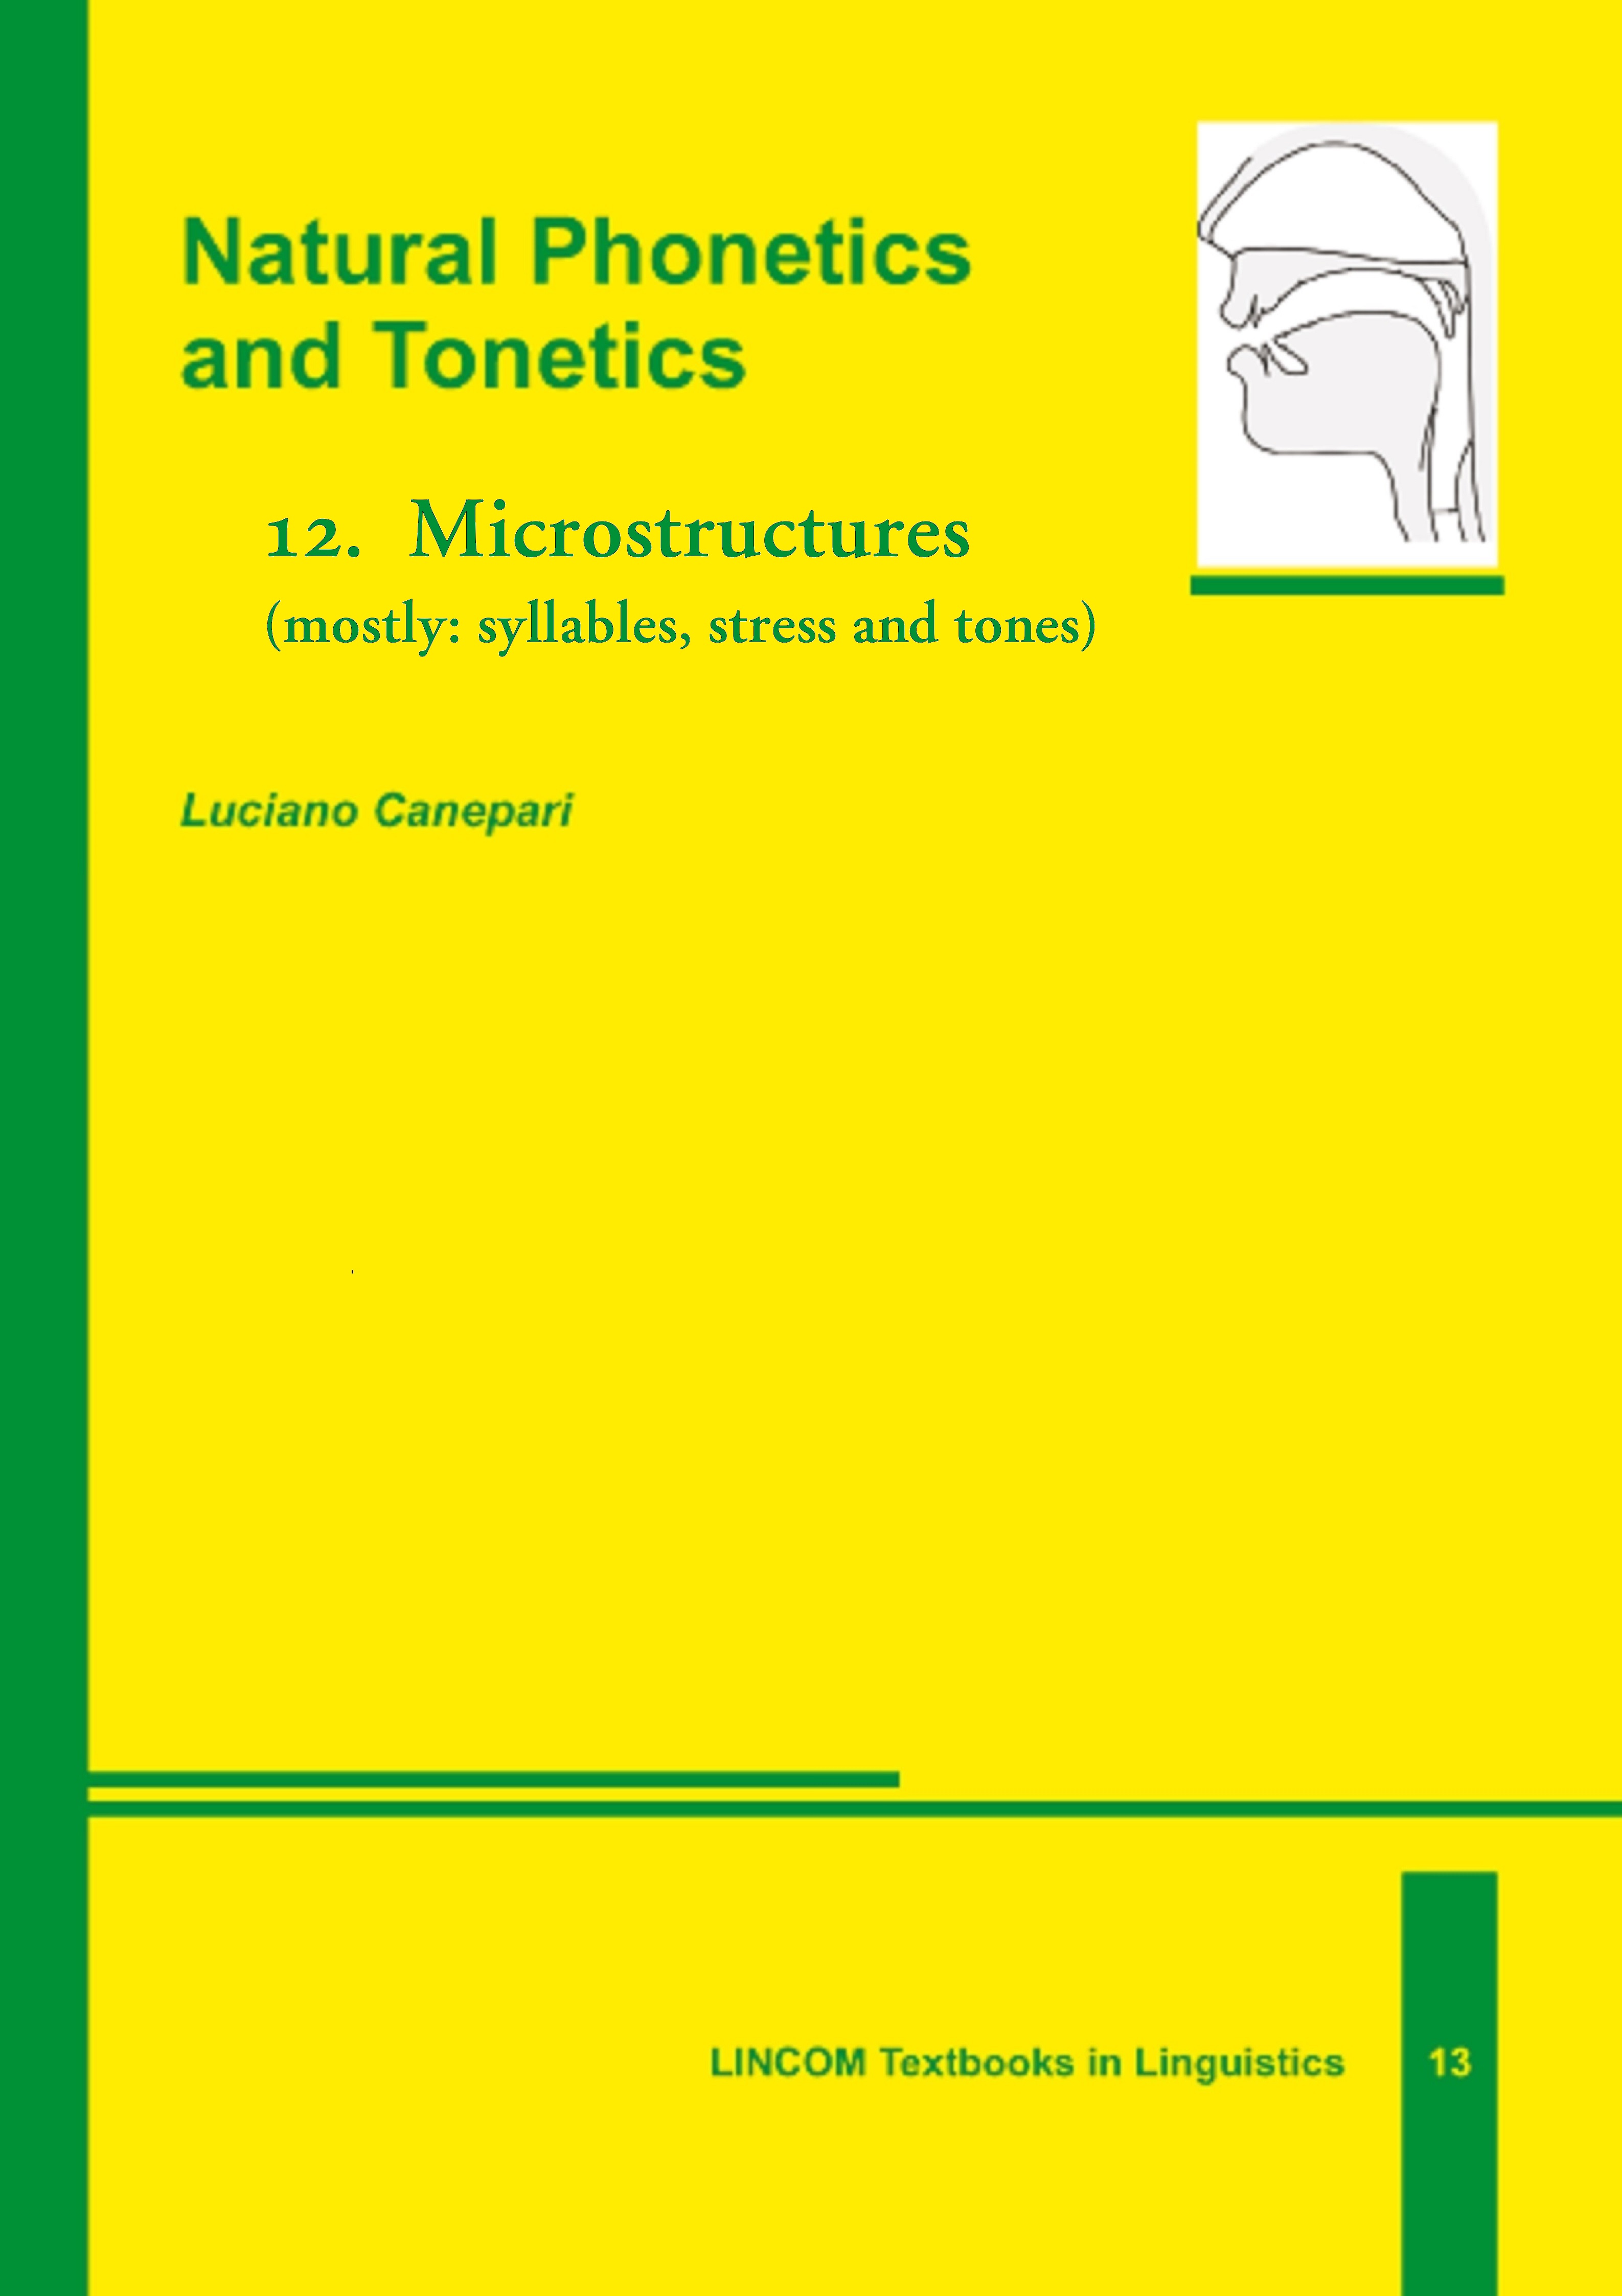 Natural Phonetics
and Tonetics
12. Microstructures
(mostly: syllables, stress and tones)
Luciano Canepari
LINCOM Textbooks in Linguistics 13